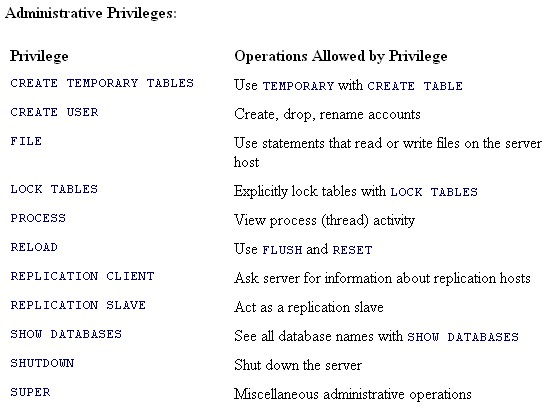 Administrative Privileges:
Privilege Operations Allowed by Privilege
CREATE TEMPORARY TABLES Use TEMPORARY with CREATE TABLE
CREATE USER Create, drop, rename accounts
FILE Use statements that read or write files on the server
host
LOCK TABLES Explicitly lock tables with LOCK TABLES
PROCESS View process (thread) activity
RELOAD Use FLUSH and RESET
REPLICATION CLIENT Ask server for information about replication hosts
REPLICATION SLAVE Act as a replication slave
SHOW DATABASES See all database names with SHOW DATABASES
SHUTDOWN Shut down the server
SUPER Miscellaneous administrative operations